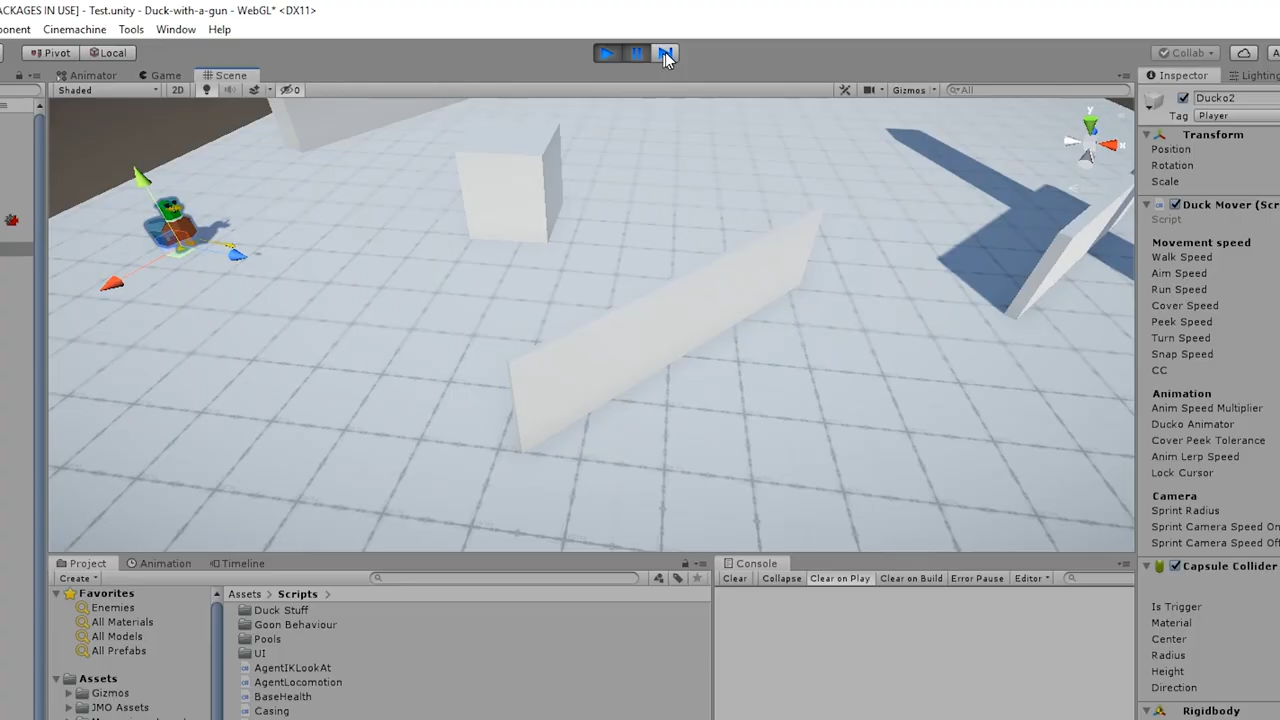 ACKAGES IN USE] - Test.unity - Duck-with-a-gun - WebGL* <DX11>
onent Cinemachine Tools Window Help
Pivot Local Collab
Animator Game Scene Inspector Lighting
Shaded 2D 0 Gizmos All Ducko2
Tag Player
Transform
Position
Rotation
Scale
Duck Mover (Scr
Script
Movement speed
Walk Speed
Aim Speed
Run Speed
Cover Speed
Peek Speed
Turn Speed
Snap Speed
CC
Animation
Anim Speed Multiplier
Ducko Animator
Cover Peek Tolerance
Anim Lerp Speed
Lock Cursor
Camera
Sprint Radius
Sprint Camera Speed On
Sprint Camera Speed Off
Capsule Collider
Is Trigger
Material
Center
Radius
Height
Direction
Rigidbody
y
x
Project Animation Timeline
Create
Favorites
Enemies
All Materials
All Models
All Prefabs
Assets
Gizmos
JMO Assets
Assets Scripts
Duck Stuff
Goon Behaviour
Pools
UI
AgentIKLookAt
AgentLocomotion
BaseHealth
Casing
Console
Clear Collapse Clear on Play Clear on Build Error Pause Editor